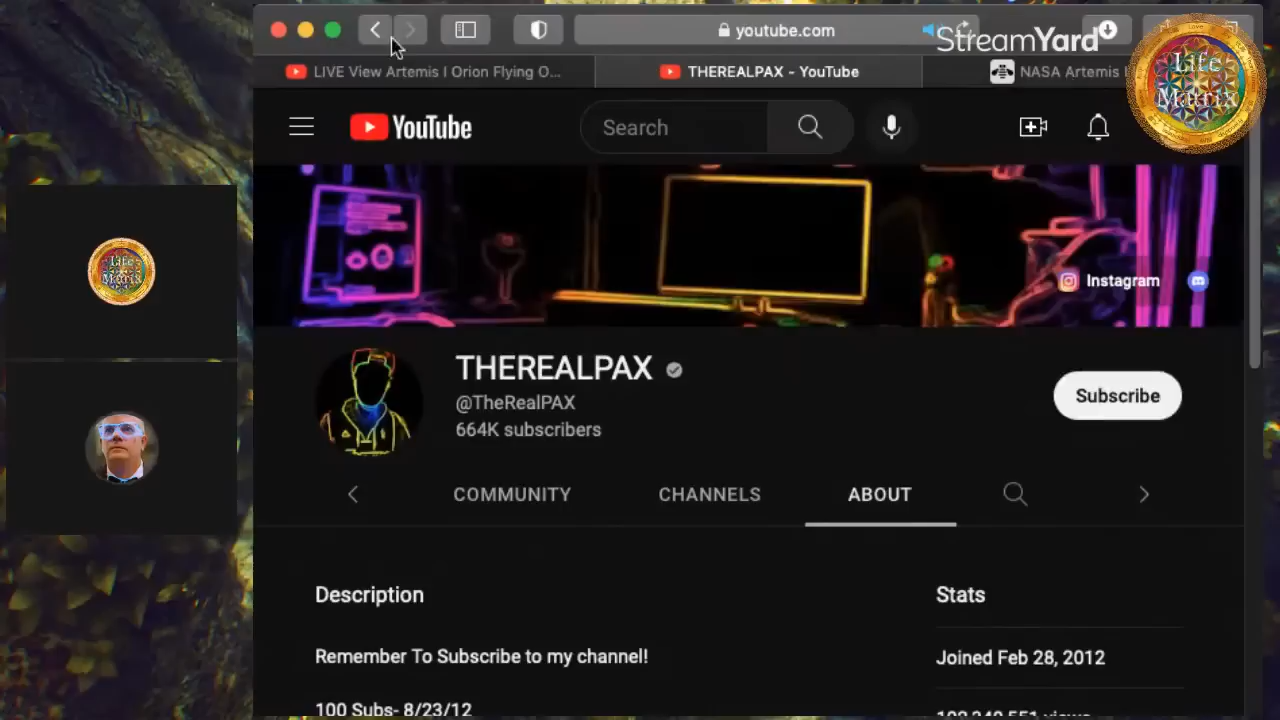 youtube.com
StreamYard
LIVE View Artemis I Orion Flying O...
THEREALPAX - YouTube
NASA Artemis I
Life
Matrix
YouTube
Search
Life
Matrix
Instagram
THEREALPAX
@TheRealPAX
664K subscribers
Subscribe
COMMUNITY
CHANNELS
ABOUT
Description
Stats
Remember To Subscribe to my channel!
Joined Feb 28, 2012
100 Subs- 8/23/12